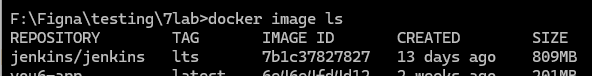 F:\Figna\testing\7lab>docker image ls
REPOSITORY TAG IMAGE ID CREATED SIZE
jenkins/jenkins lts 7b1c37827827 13 days ago 809MB